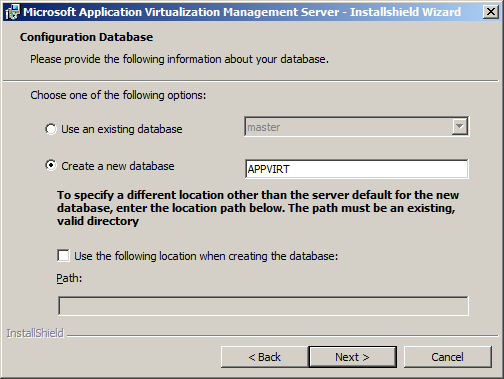 Microsoft Application Virtualization Management Server - Installshield Wizard
Configuration Database
Please provide the following information about your database.
Choose one of the following options:
Use an existing database
master
Create a new database
APPVIRT
To specify a different location other than the server default for the new
database, enter the location path below. The path must be an existing,
valid directory
Use the following location when creating the database:
Path:
InstallShield
< Back
Next >
Cancel